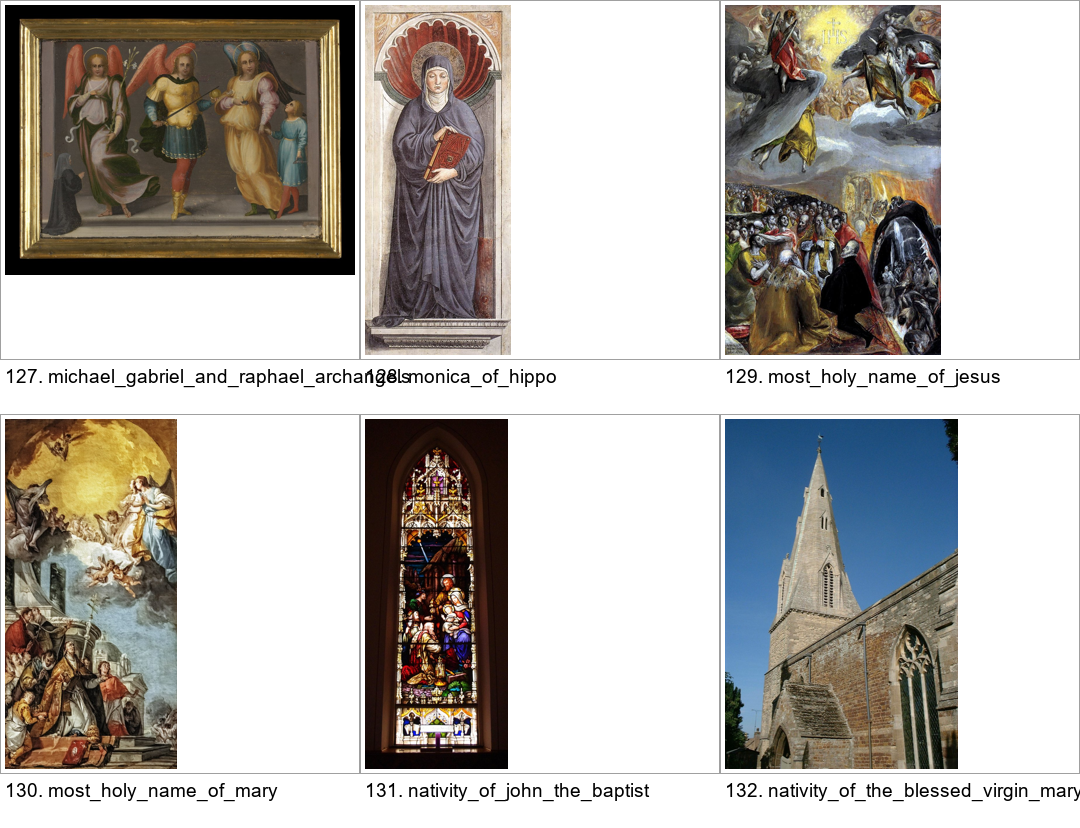 127. michael_gabriel_and_raphael_archangels
128. monica_of_hippo
129. most_holy_name_of_jesus
130. most_holy_name_of_mary
131. nativity_of_john_the_baptist
132. nativity_of_the_blessed_virgin_mary